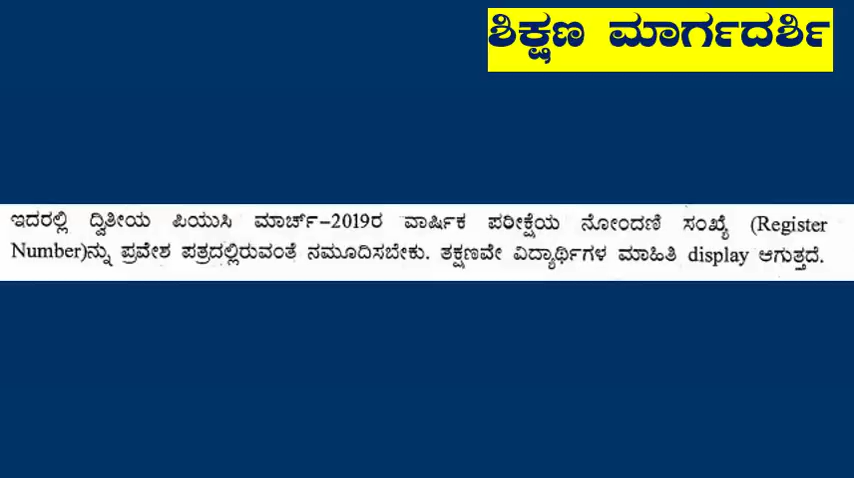 ಶಿಕ್ಷಣ ಮಾರ್ಗದರ್ಶಿ
ಇದರಲ್ಲಿ ದ್ವಿತೀಯ ಪಿಯುಸಿ ಮಾರ್ಚ್-2019ರ ವಾರ್ಷಿಕ ಪರೀಕ್ಷೆಯ ನೋಂದಣಿ ಸಂಖ್ಯೆ (Register
Number)ನ್ನು ಪ್ರವೇಶ ಪತ್ರದಲ್ಲಿರುವಂತೆ ನಮೂದಿಸಬೇಕು. ತಕ್ಷಣವೇ ವಿದ್ಯಾರ್ಥಿಗಳ ಮಾಹಿತಿ display ಆಗುತ್ತದೆ.